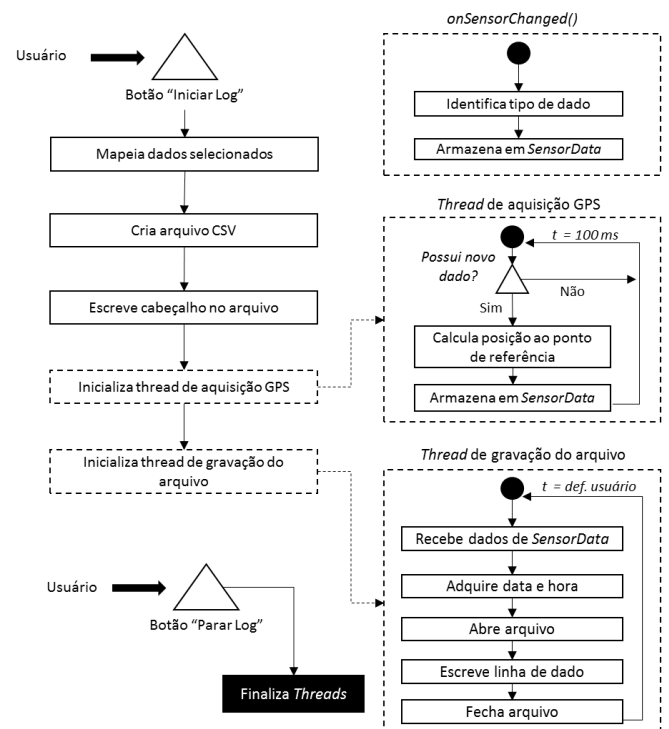 Usuário
Botão “Iniciar Log”
Mapeia dados selecionados
Cria arquivo CSV
Escreve cabeçalho no arquivo
Inicializa thread de aquisição GPS
Inicializa thread de gravação do
arquivo
Usuário
Botão “Parar Log”
Finaliza Threads
onSensorChanged()
Identifica tipo de dado
Armazena em SensorData
Thread de aquisição GPS
t = 100 ms
Possui novo
dado?
Não
Sim
Calcula posição ao ponto
de referência
Armazena em SensorData
Thread de gravação do arquivo
t = def. usuário
Recebe dados de SensorData
Adquire data e hora
Abre arquivo
Escreve linha de dado
Fecha arquivo